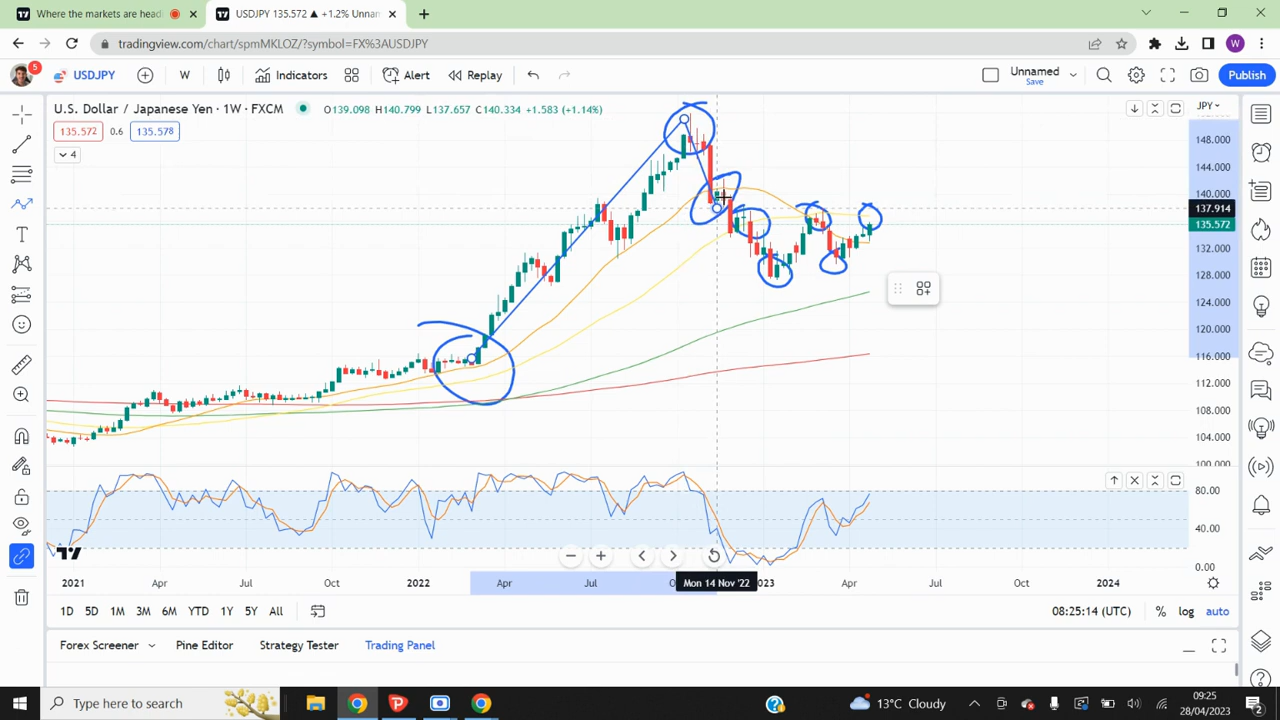 Where the markets are head
USDJPY 135.572 ▲ +1.2% Unnan
tradingview.com/chart/spmMKLOZ/?symbol=FX%3AUSDJPY
W
5
USDJPY
W
Indicators
Alert
Replay
Unnamed
Save
Publish
U.S. Dollar / Japanese Yen · 1W · FXCM
O139.098 H140.799 L137.657 C140.334 +1.583 (+1.14%)
135.572
0.6
135.578
4
JPY
148.000
144.000
140.000
137.914
135.572
132.000
128.000
124.000
120.000
116.000
112.000
108.000
104.000
100.000
80.00
40.00
0.00
2021
Apr
Jul
Oct
2022
Apr
Jul
Mon 14 Nov '22
2023
Apr
Jul
Oct
2024
1D 5D 1M 3M 6M YTD 1Y 5Y All
08:25:14 (UTC)
% log auto
Forex Screener
Pine Editor
Strategy Tester
Trading Panel
Type here to search
13°C Cloudy
09:25
28/04/2023
2